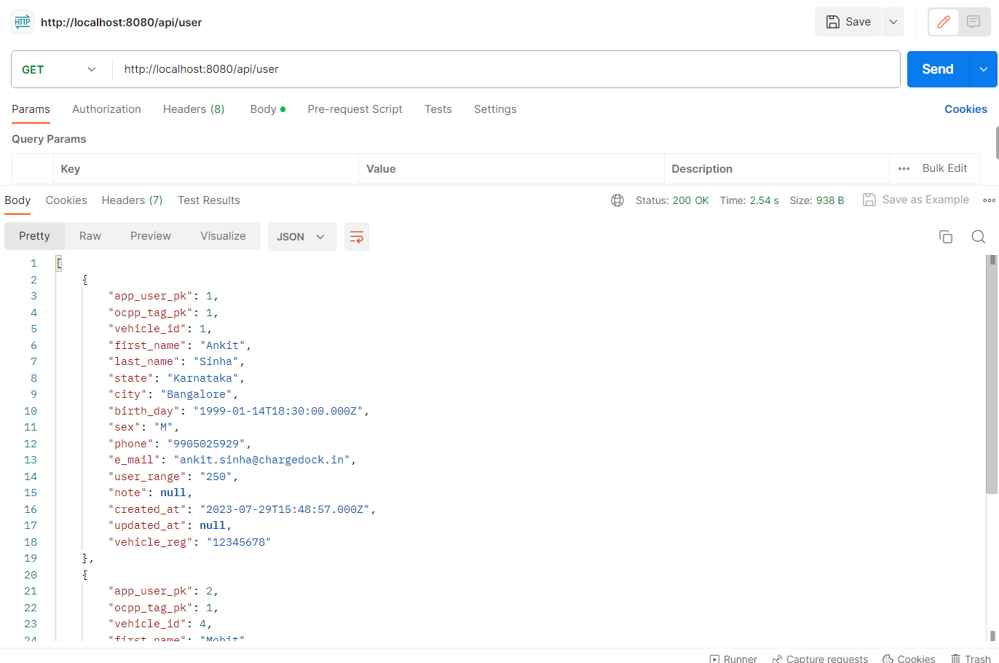 HTTP http://localhost:8080/api/user Save
GET http://localhost:8080/api/user Send
Params Authorization Headers (8) Body Pre-request Script Tests Settings Cookies
Query Params
Key Value Description ••• Bulk Edit
Body Cookies Headers (7) Test Results Status: 200 OK Time: 2.54 s Size: 938 B Save as Example
Pretty Raw Preview Visualize JSON
1 [
2 {
3 "app_user_pk": 1,
4 "ocpp_tag_pk": 1,
5 "vehicle_id": 1,
6 "first_name": "Ankit",
7 "last_name": "Sinha",
8 "state": "Karnataka",
9 "city": "Bangalore",
10 "birth_day": "1999-01-14T18:30:00.000Z",
11 "sex": "M",
12 "phone": "9905025929",
13 "e_mail": "ankit.sinha@chargedock.in",
14 "user_range": "250",
15 "note": null,
16 "created_at": "2023-07-29T15:48:57.000Z",
17 "updated_at": null,
18 "vehicle_reg": "12345678"
19 },
20 {
21 "app_user_pk": 2,
22 "ocpp_tag_pk": 1,
23 "vehicle_id": 4,
24 "first_name": "Mohit"
Runner Capture requests Cookies Trash